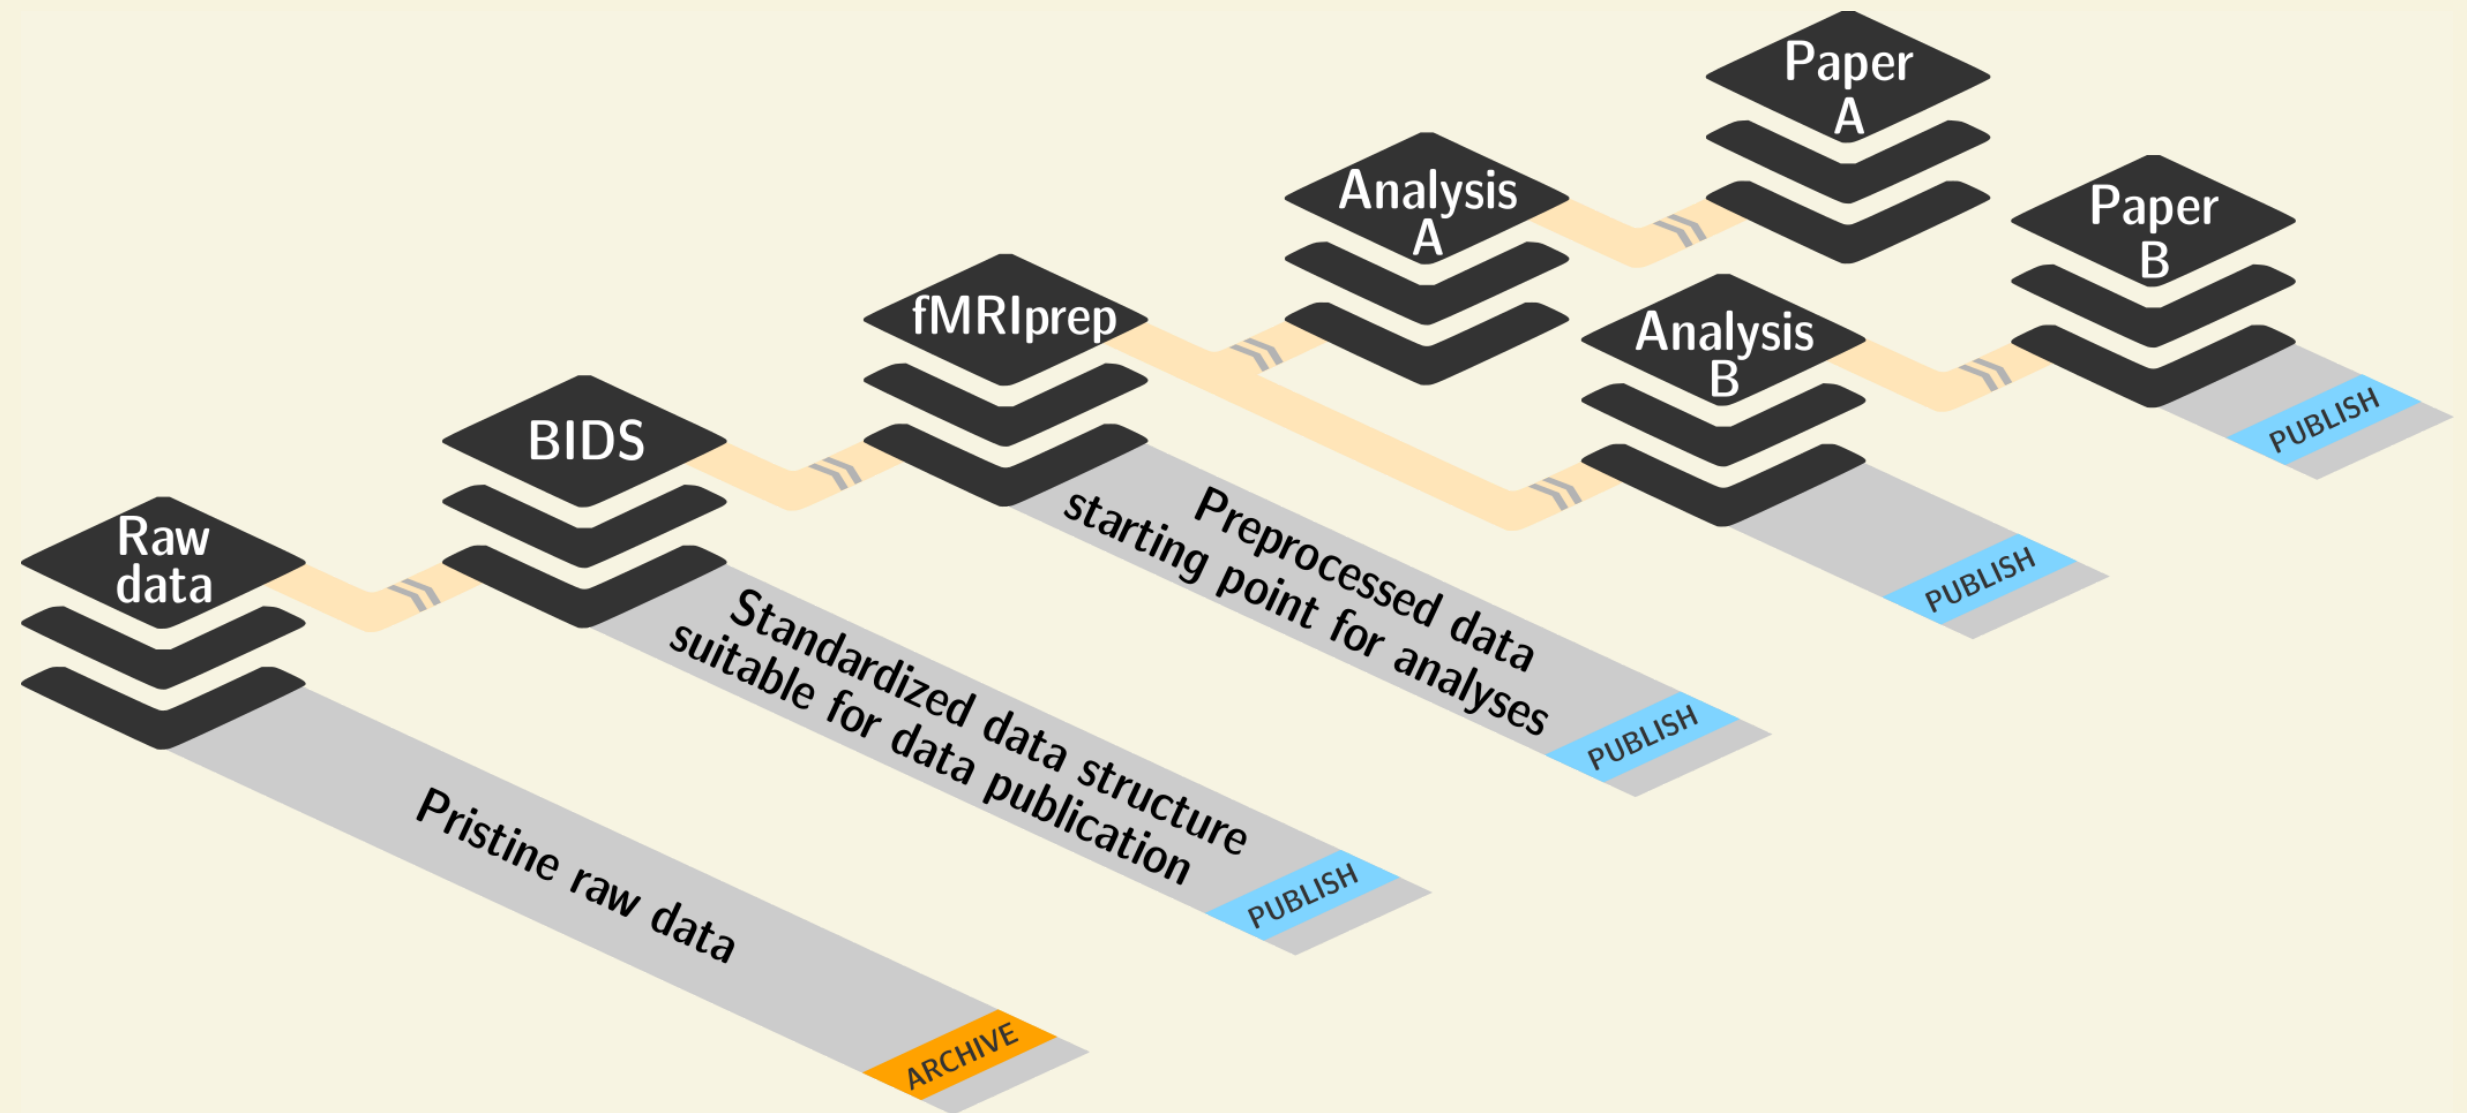 Raw
data
BIDS
fMRIprep
Analysis
A
Paper
A
Analysis
B
Paper
B
Pristine raw data
ARCHIVE
Standardized data structure
suitable for data publication
PUBLISH
Preprocessed data
starting point for analyses
PUBLISH
PUBLISH
PUBLISH